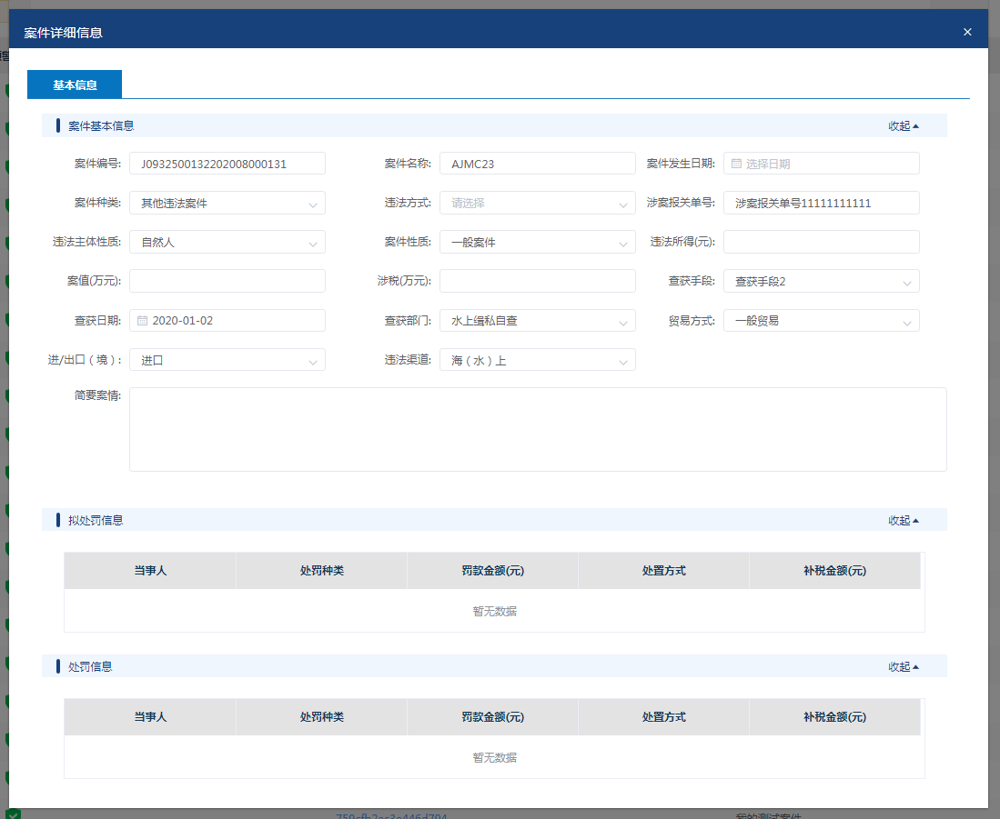 案件详细信息
基本信息
案件基本信息 收起
案件编号: J0932500132202008000131 案件名称: AJMC23 案件发生日期: 选择日期
案件种类: 其他违法案件 违法方式: 请选择 涉案报关单号: 涉案报关单号11111111111
违法主体性质: 自然人 案件性质: 一般案件 违法所得(元):
案值(万元): 涉税(万元): 查获手段: 查获手段2
查获日期: 2020-01-02 查获部门: 水上缉私自查 贸易方式: 一般贸易
进/出口（境）: 进口 违法渠道: 海（水）上
简要案情:
拟处罚信息 收起
当事人 处罚种类 罚款金额(元) 处置方式 补税金额(元)
暂无数据
处罚信息 收起
当事人 处罚种类 罚款金额(元) 处置方式 补税金额(元)
暂无数据